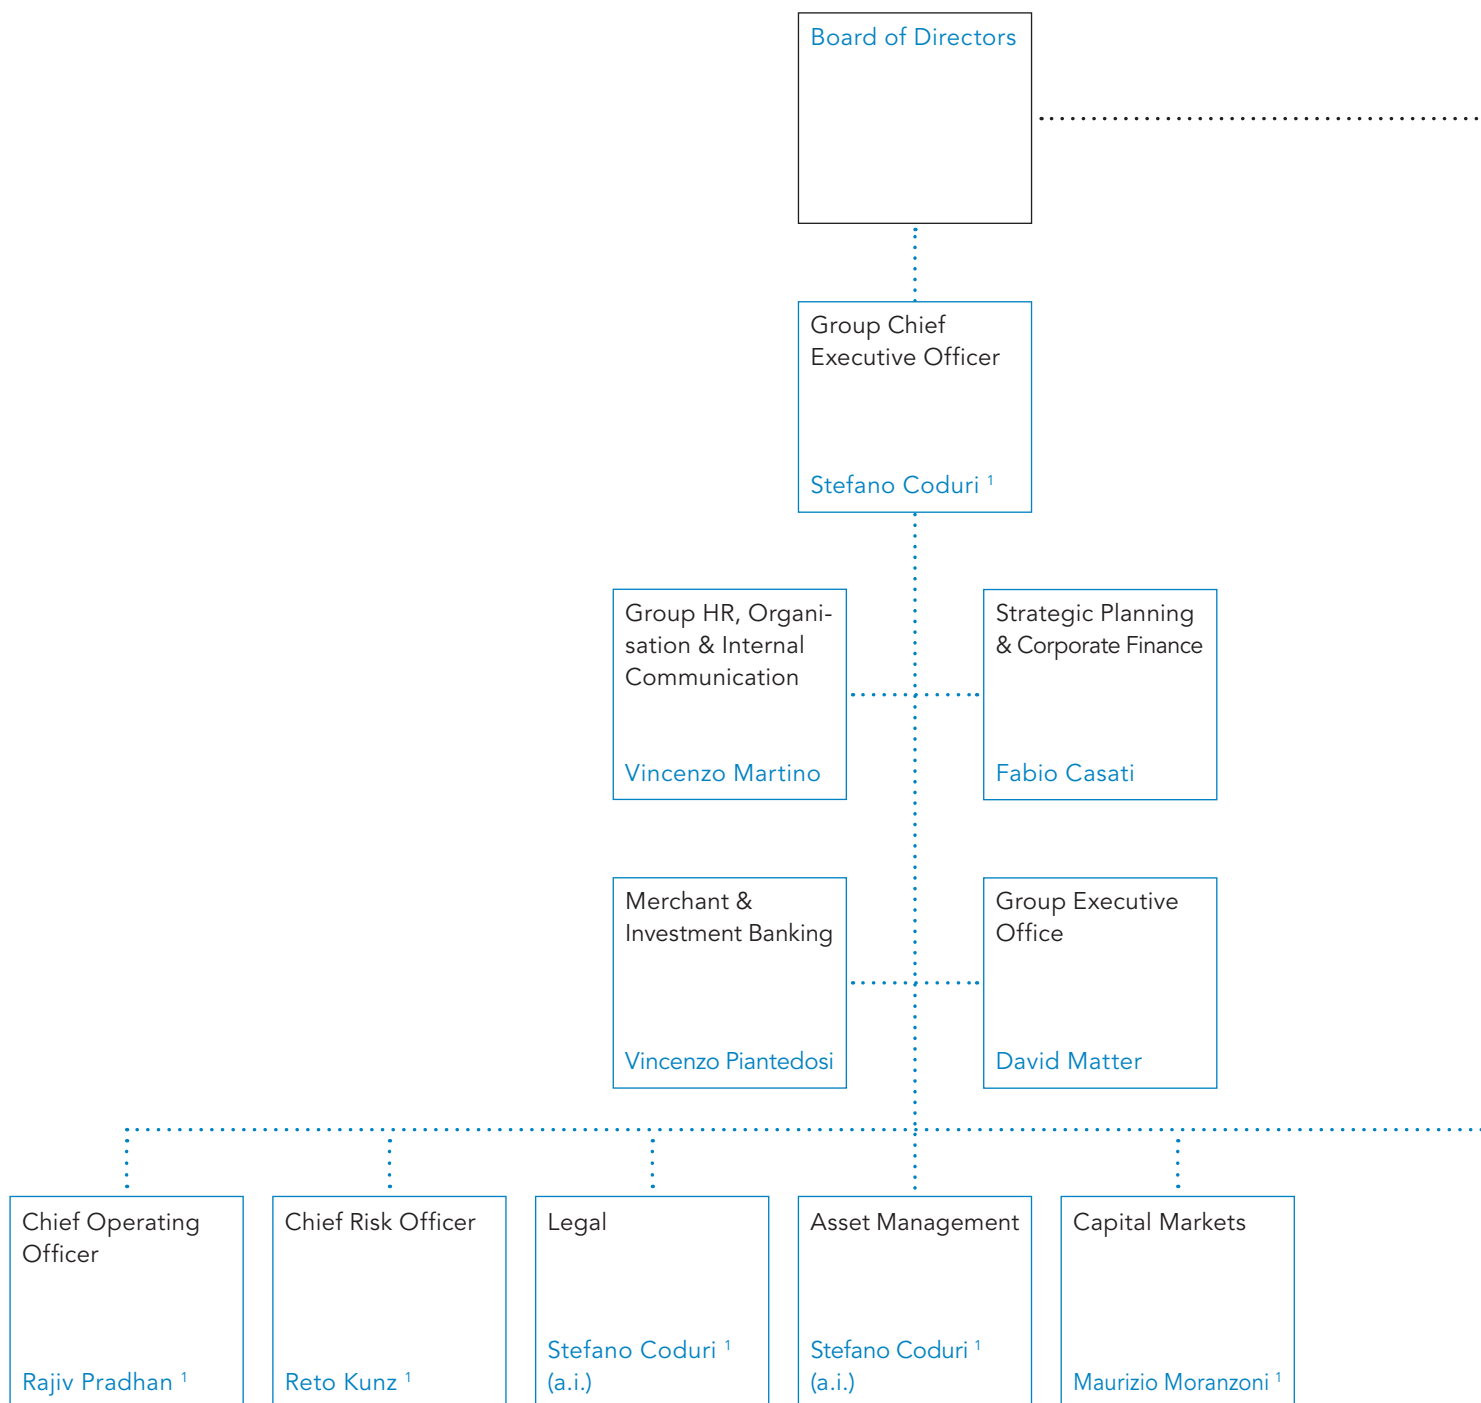 Board of Directors
Group Chief
Executive Officer
Stefano Coduri 1
Group HR, Organi-
sation & Internal
Communication
Vincenzo Martino
Strategic Planning
& Corporate Finance
Fabio Casati
Merchant &
Investment Banking
Vincenzo Piantedosi
Group Executive
Office
David Matter
Chief Operating
Officer
Rajiv Pradhan 1
Chief Risk Officer
Reto Kunz 1
Legal
Stefano Coduri 1
(a.i.)
Asset Management
Stefano Coduri 1
(a.i.)
Capital Markets
Maurizio Moranzoni 1